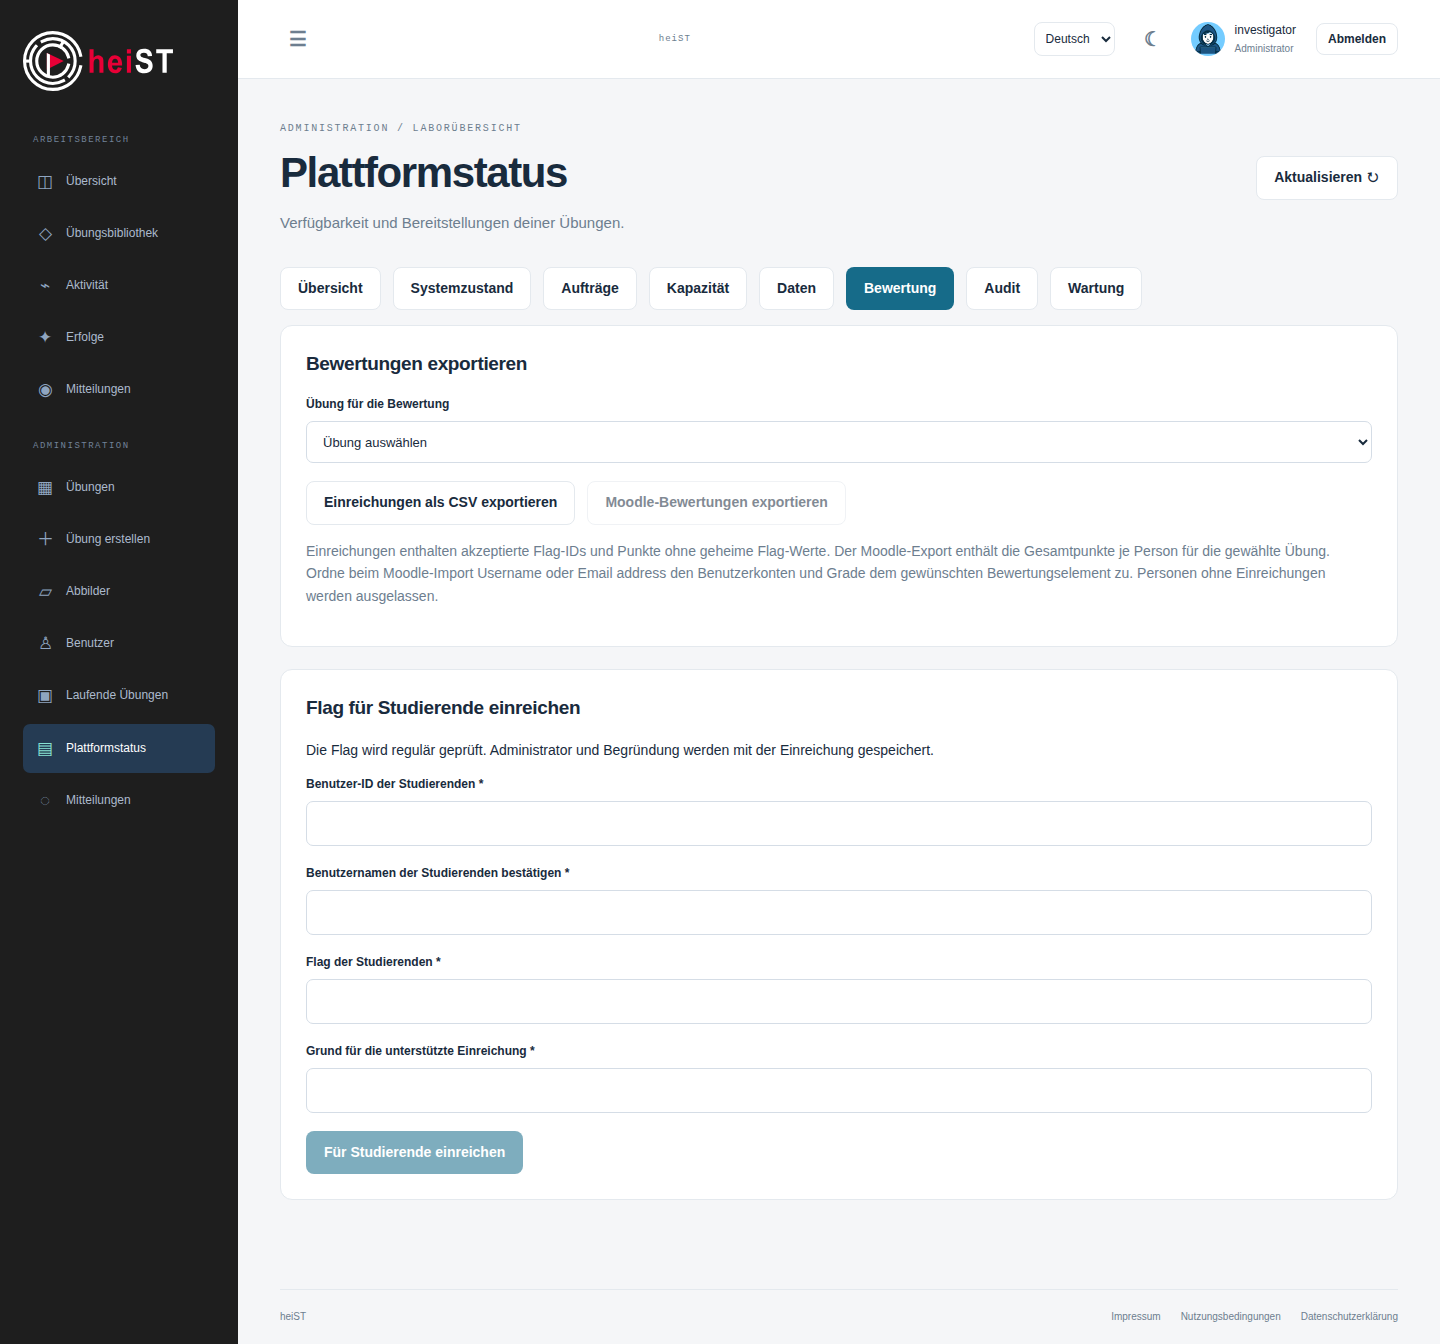 heiST
ARBEITSBEREICH
Übersicht
Übungsbibliothek
Aktivität
Erfolge
Mitteilungen
ADMINISTRATION
Übungen
Übung erstellen
Abbilder
Benutzer
Laufende Übungen
Plattformstatus
Mitteilungen
heiST
Deutsch
investigator
Administrator
Abmelden
ADMINISTRATION / LABORÜBERSICHT
Plattformstatus
Aktualisieren ↻
Verfügbarkeit und Bereitstellungen deiner Übungen.
Übersicht
Systemzustand
Aufträge
Kapazität
Daten
Bewertung
Audit
Wartung
Bewertungen exportieren
Übung für die Bewertung
Übung auswählen
Einreichungen als CSV exportieren
Moodle-Bewertungen exportieren
Einreichungen enthalten akzeptierte Flag-IDs und Punkte ohne geheime Flag-Werte. Der Moodle-Export enthält die Gesamtpunkte je Person für die gewählte Übung.
Ordne beim Moodle-Import Username oder Email address den Benutzerkonten und Grade dem gewünschten Bewertungselement zu. Personen ohne Einreichungen
werden ausgelassen.
Flag für Studierende einreichen
Die Flag wird regulär geprüft. Administrator und Begründung werden mit der Einreichung gespeichert.
Benutzer-ID der Studierenden *
Benutzernamen der Studierenden bestätigen *
Flag der Studierenden *
Grund für die unterstützte Einreichung *
Für Studierende einreichen
heiST
Impressum
Nutzungsbedingungen
Datenschutzerklärung